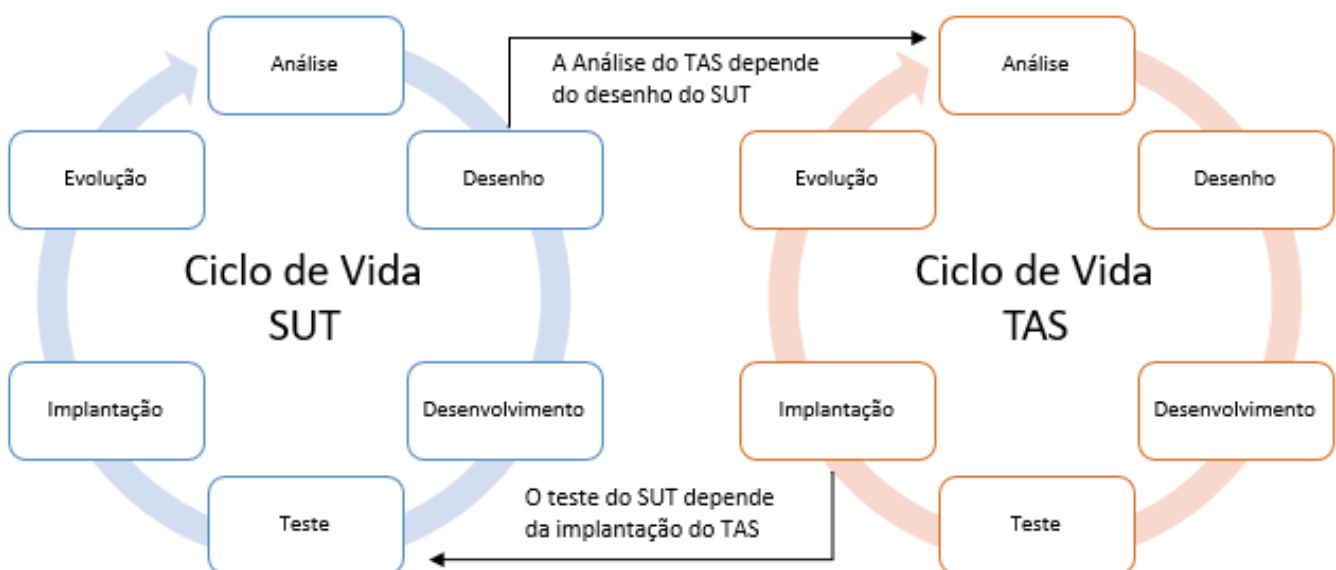 Análise
A Análise do TAS depende
do desenho do SUT
Análise
Evolução
Desenho
Evolução
Desenho
Ciclo de Vida
SUT
Ciclo de Vida
TAS
Implantação
Desenvolvimento
Implantação
Desenvolvimento
Teste
O teste do SUT depende
da implantação do TAS
Teste